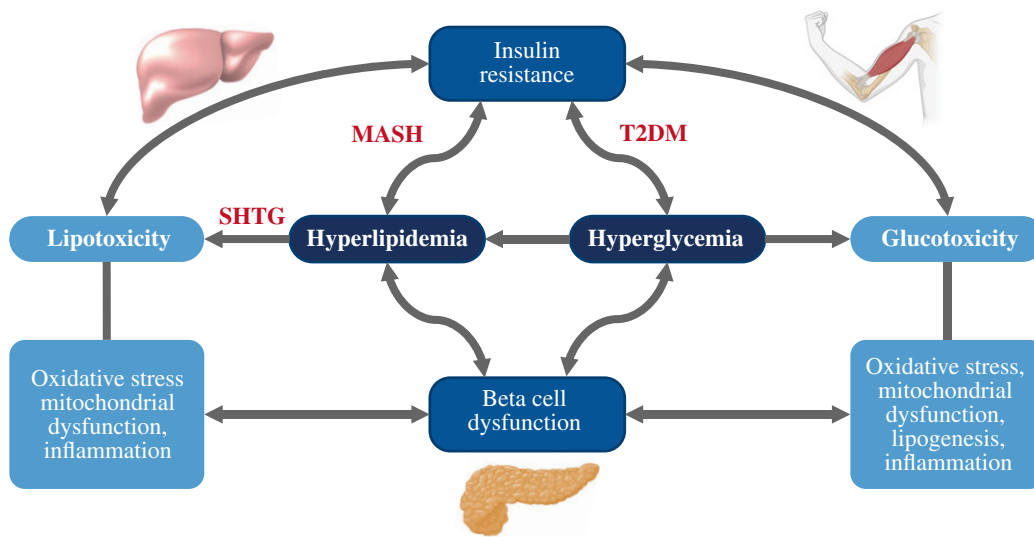 Insulin
resistance
MASH
T2DM
SHTG
Lipotoxicity
Hyperlipidemia
Hyperglycemia
Glucotoxicity
Oxidative stress
mitochondrial
dysfunction,
inflammation
Beta cell
dysfunction
Oxidative stress,
mitochondrial
dysfunction,
lipogenesis,
inflammation